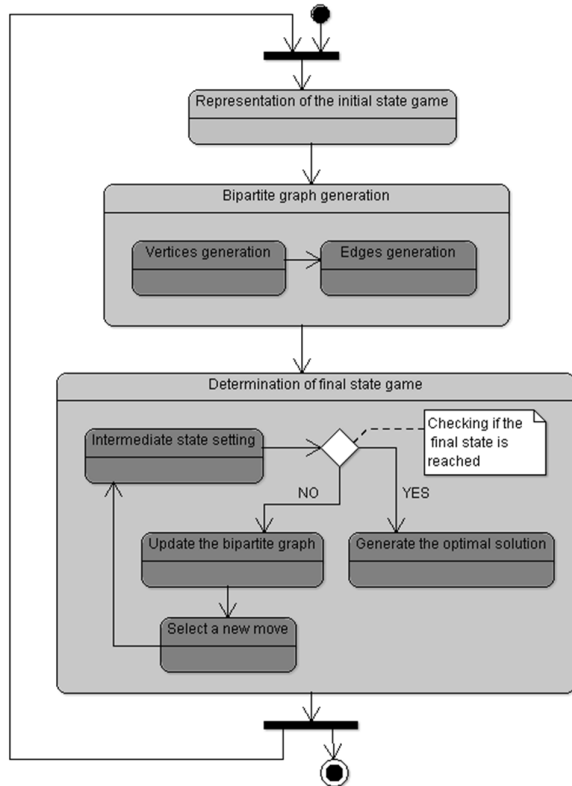 Representation of the initial state game
Bipartite graph generation
Vertices generation
Edges generation
Determination of final state game
Intermediate state setting
Checking if the
final state is
reached
NO
YES
Update the bipartite graph
Generate the optimal solution
Select a new move